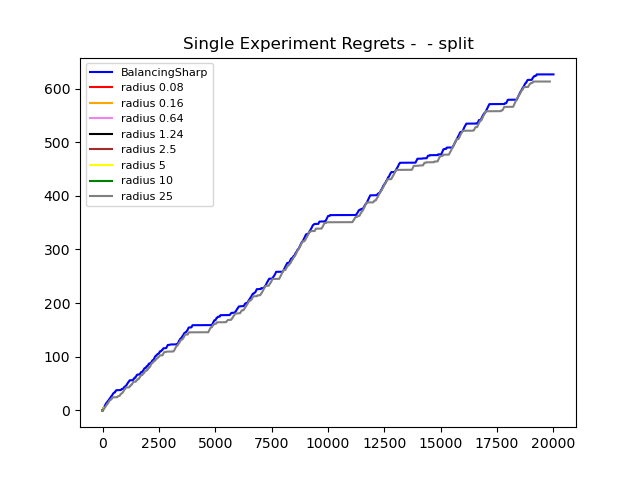 Single Experiment Regrets -  - split
BalancingSharp
radius 0.08
radius 0.16
radius 0.64
radius 1.24
radius 2.5
radius 5
radius 10
radius 25
600
500
400
300
200
100
0
0 2500 5000 7500 10000 12500 15000 17500 20000